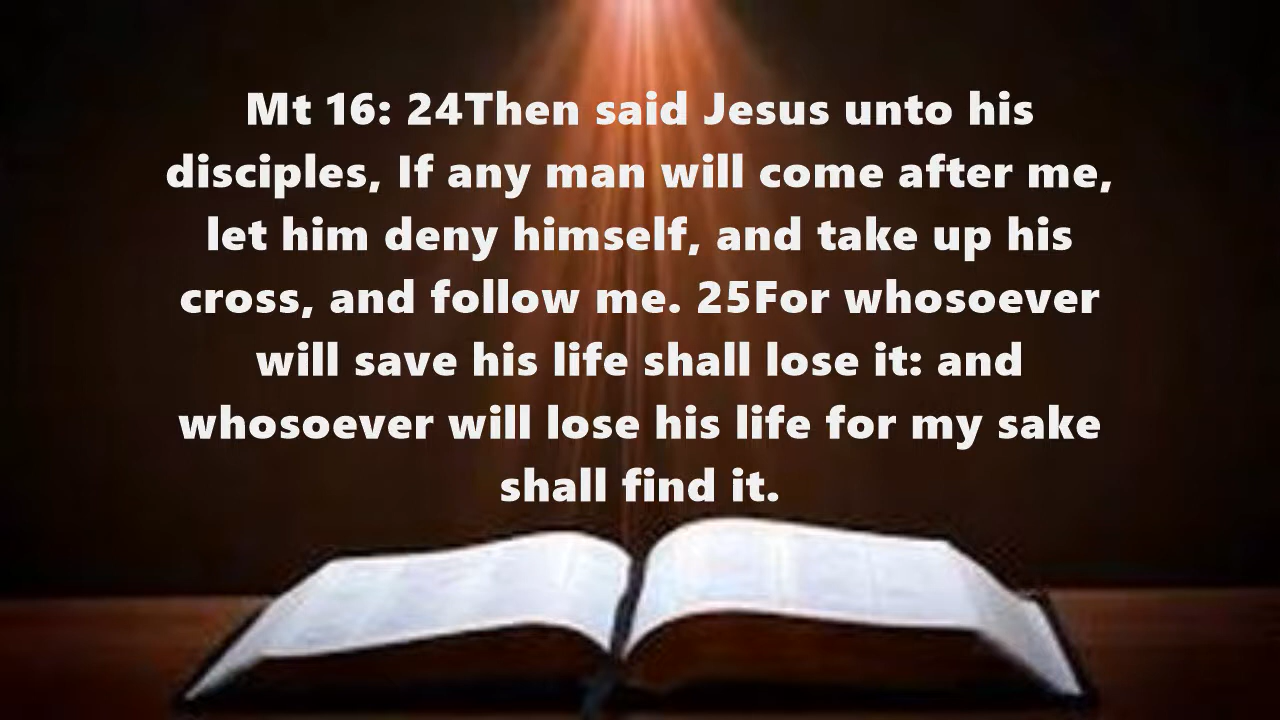 Mt 16: 24Then said Jesus unto his
disciples, If any man will come after me,
let him deny himself, and take up his
cross, and follow me. 25For whosoever
will save his life shall lose it: and
whosoever will lose his life for my sake
shall find it.